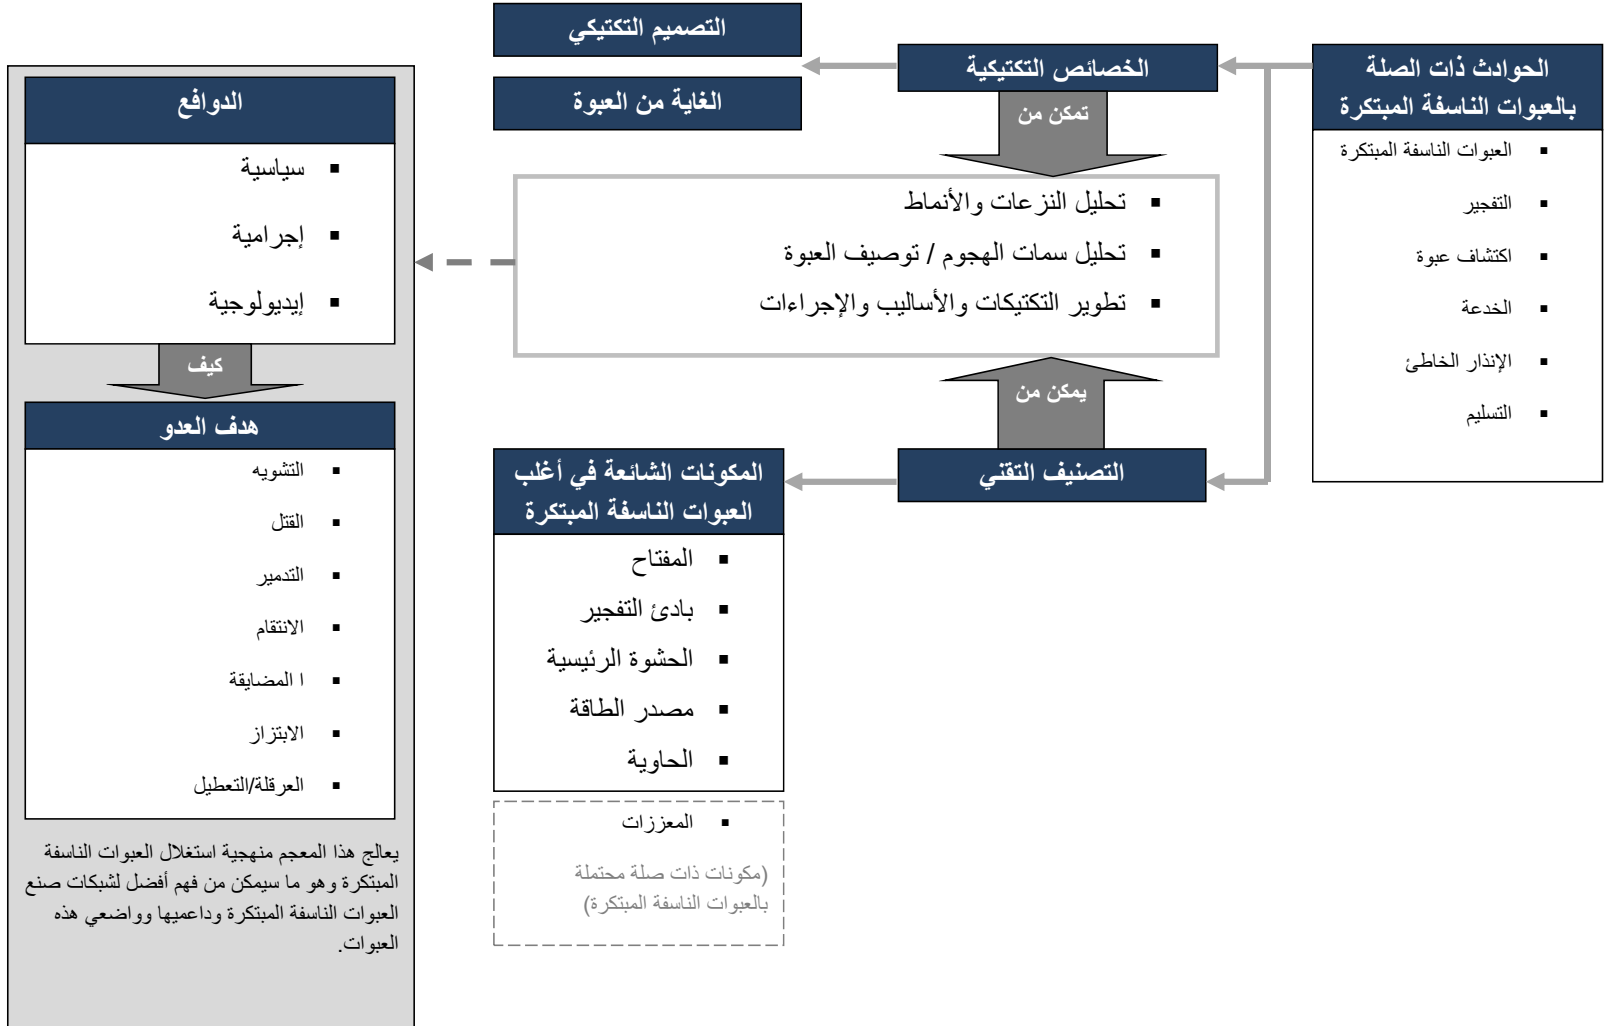 الحوادث ذات الصلة
بالعبوات الناسفة المبتكرة
العبوات الناسفة المبتكرة
التفجير
اكتشاف عبوة
الخدعة
الإنذار الخاطئ
التسليم
الخصائص التكتيكية
تمكن من
التصميم التكتيكي
الغاية من العبوة
تحليل النزعات والأنماط
تحليل سمات الهجوم / توصيف العبوة
تطوير التكتيكات والأساليب والإجراءات
يمكن من
التصنيف التقني
المكونات الشائعة في أغلب
العبوات الناسفة المبتكرة
المفتاح
بادئ التفجير
الحشوة الرئيسية
مصدر الطاقة
الحاوية
المعززات
(مكونات ذات صلة محتملة
بالعبوات الناسفة المبتكرة)
الدوافع
سياسية
إجرامية
إيديولوجية
كيف
هدف العدو
التشويه
القتل
التدمير
الانتقام
ا المضايقة
الابتزاز
العرقلة/التعطيل
يعالج هذا المعجم منهجية استغلال العبوات الناسفة
المبتكرة وهو ما سيمكن من فهم أفضل لشبكات صنع
العبوات الناسفة المبتكرة وداعميها وواضعي هذه
العبوات.